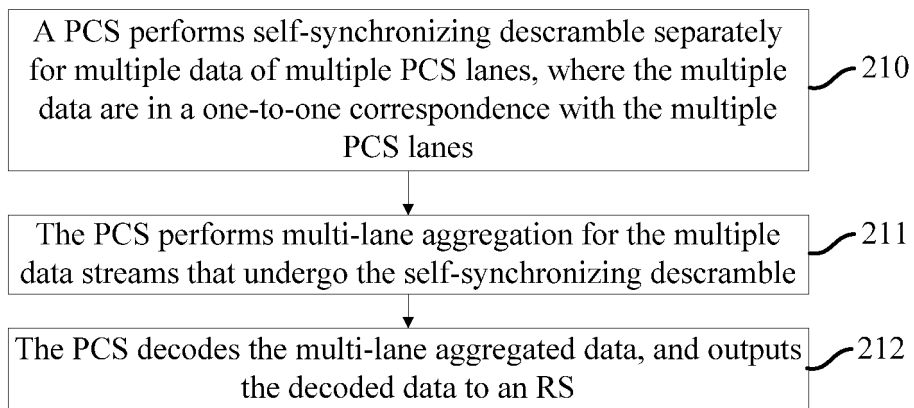 A PCS performs self-synchronizing descramble separately
for multiple data of multiple PCS lanes, where the multiple
data are in a one-to-one correspondence with the multiple
PCS lanes
210
The PCS performs multi-lane aggregation for the multiple
data streams that undergo the self-synchronizing descramble
211
The PCS decodes the multi-lane aggregated data, and outputs
the decoded data to an RS
212